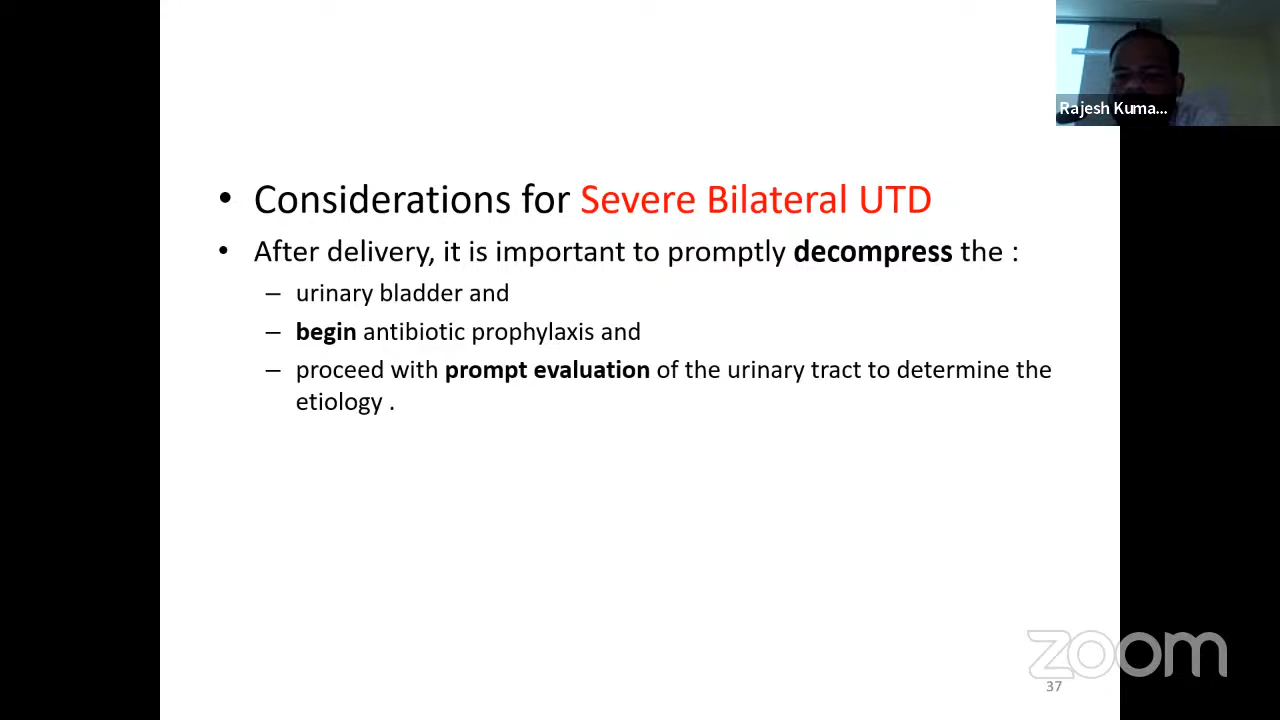 Rajesh Kuma...
• Considerations for Severe Bilateral UTD
• After delivery, it is important to promptly decompress the :
– urinary bladder and
– begin antibiotic prophylaxis and
– proceed with prompt evaluation of the urinary tract to determine the
etiology .
zoom
37